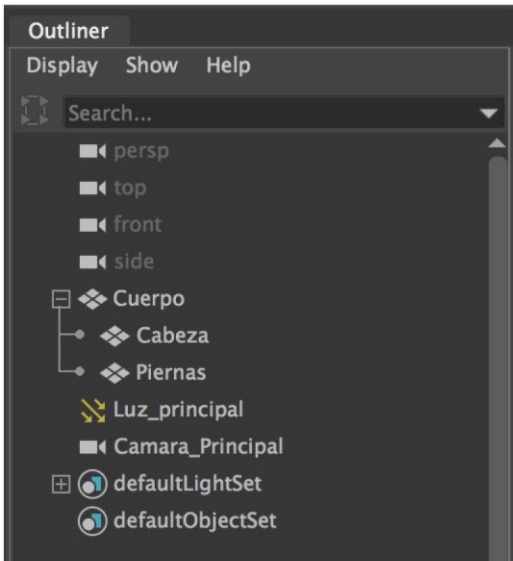 Outliner
Display Show Help
Search...
persp
top
front
side
Cuerpo
Cabeza
Piernas
Luz_principal
Camara_Principal
defaultLightSet
defaultObjectSet